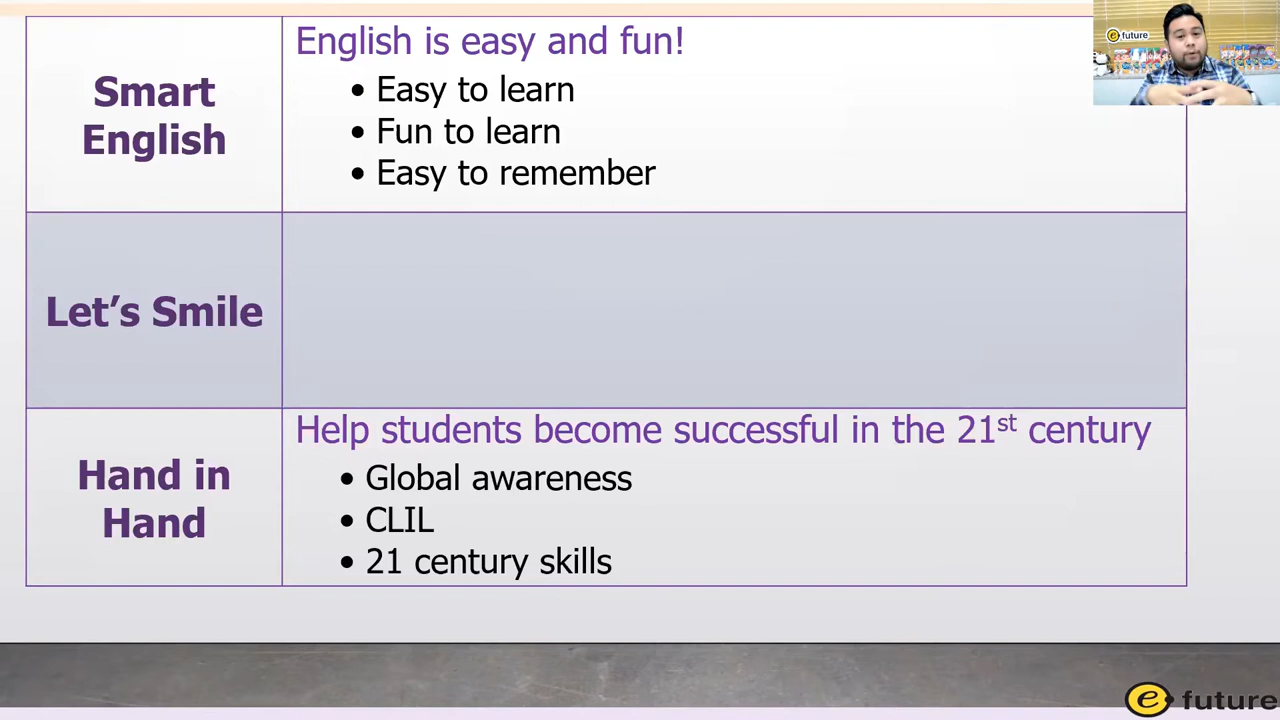 Smart
English
English is easy and fun!
• Easy to learn
• Fun to learn
• Easy to remember
Let's Smile
Hand in
Hand
Help students become successful in the 21st century
• Global awareness
• CLIL
• 21 century skills
e future
e future